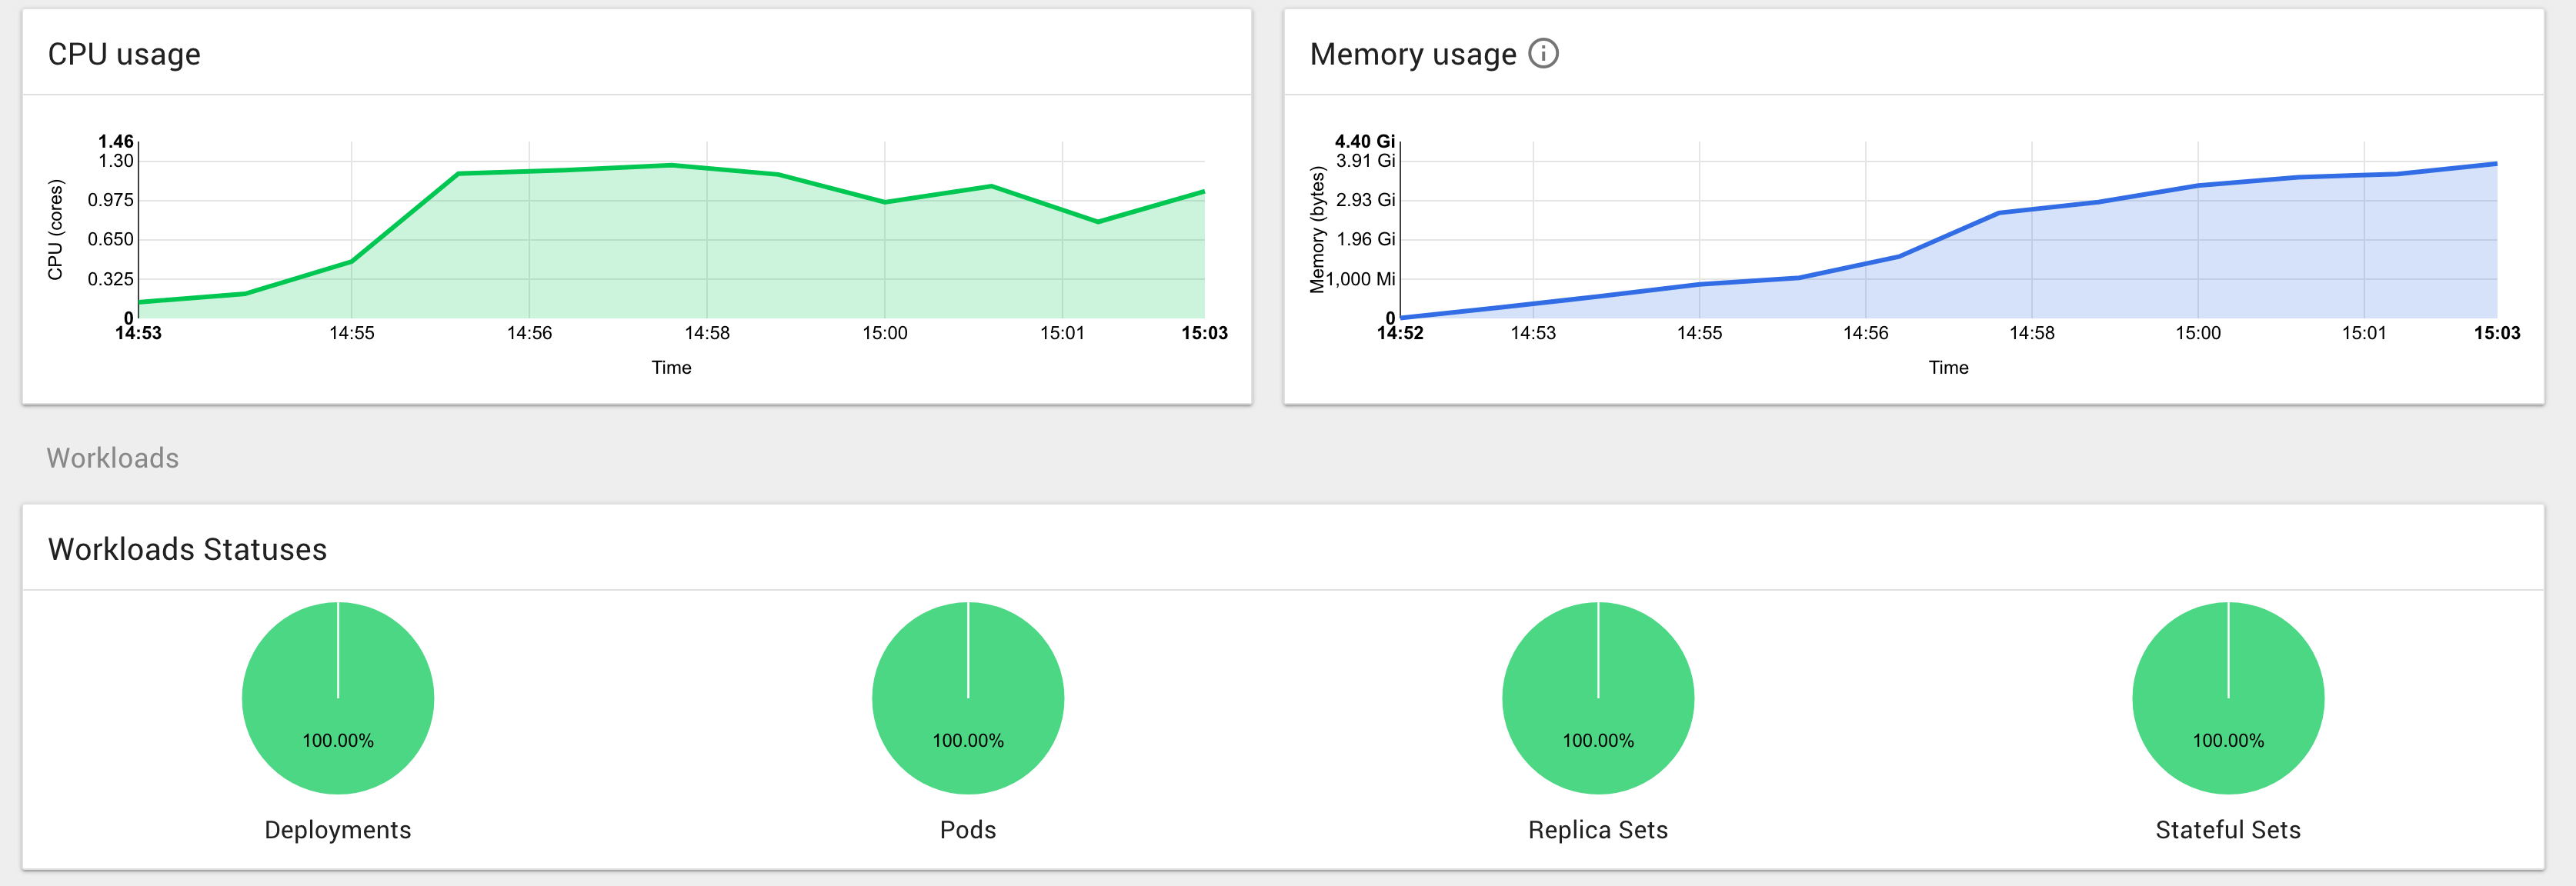 CPU usage
1.46
1.30
0.975
0.650
0.325
0
CPU (cores)
14:53 14:55 14:56 14:58 15:00 15:01 15:03
Time
Memory usage
4.40 Gi
3.91 Gi
2.93 Gi
1.96 Gi
1,000 Mi
0
Memory (bytes)
14:52 14:53 14:55 14:56 14:58 15:00 15:01 15:03
Time
Workloads
Workloads Statuses
100.00% 100.00% 100.00% 100.00%
Deployments Pods Replica Sets Stateful Sets